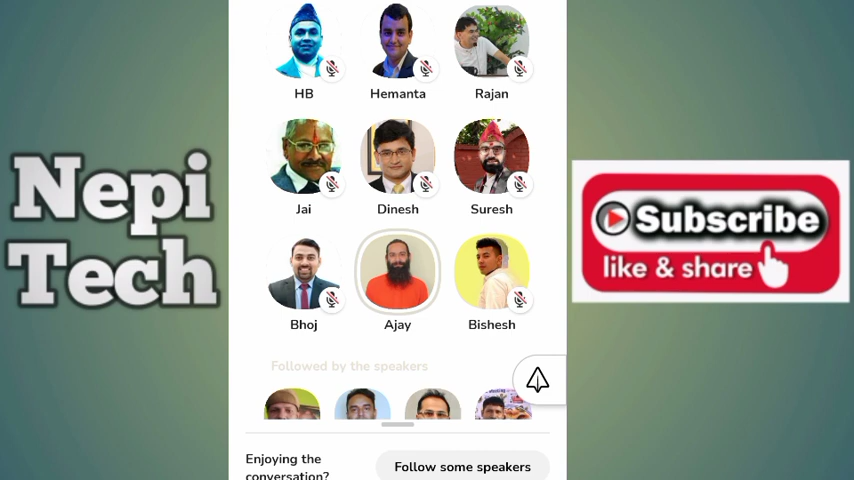 Nepi
Tech
HB
Hemanta
Rajan
Jai
Dinesh
Suresh
Bhoj
Ajay
Bishesh
Followed by the speakers
Enjoying the
conversation?
Follow some speakers
Subscribe
like & share